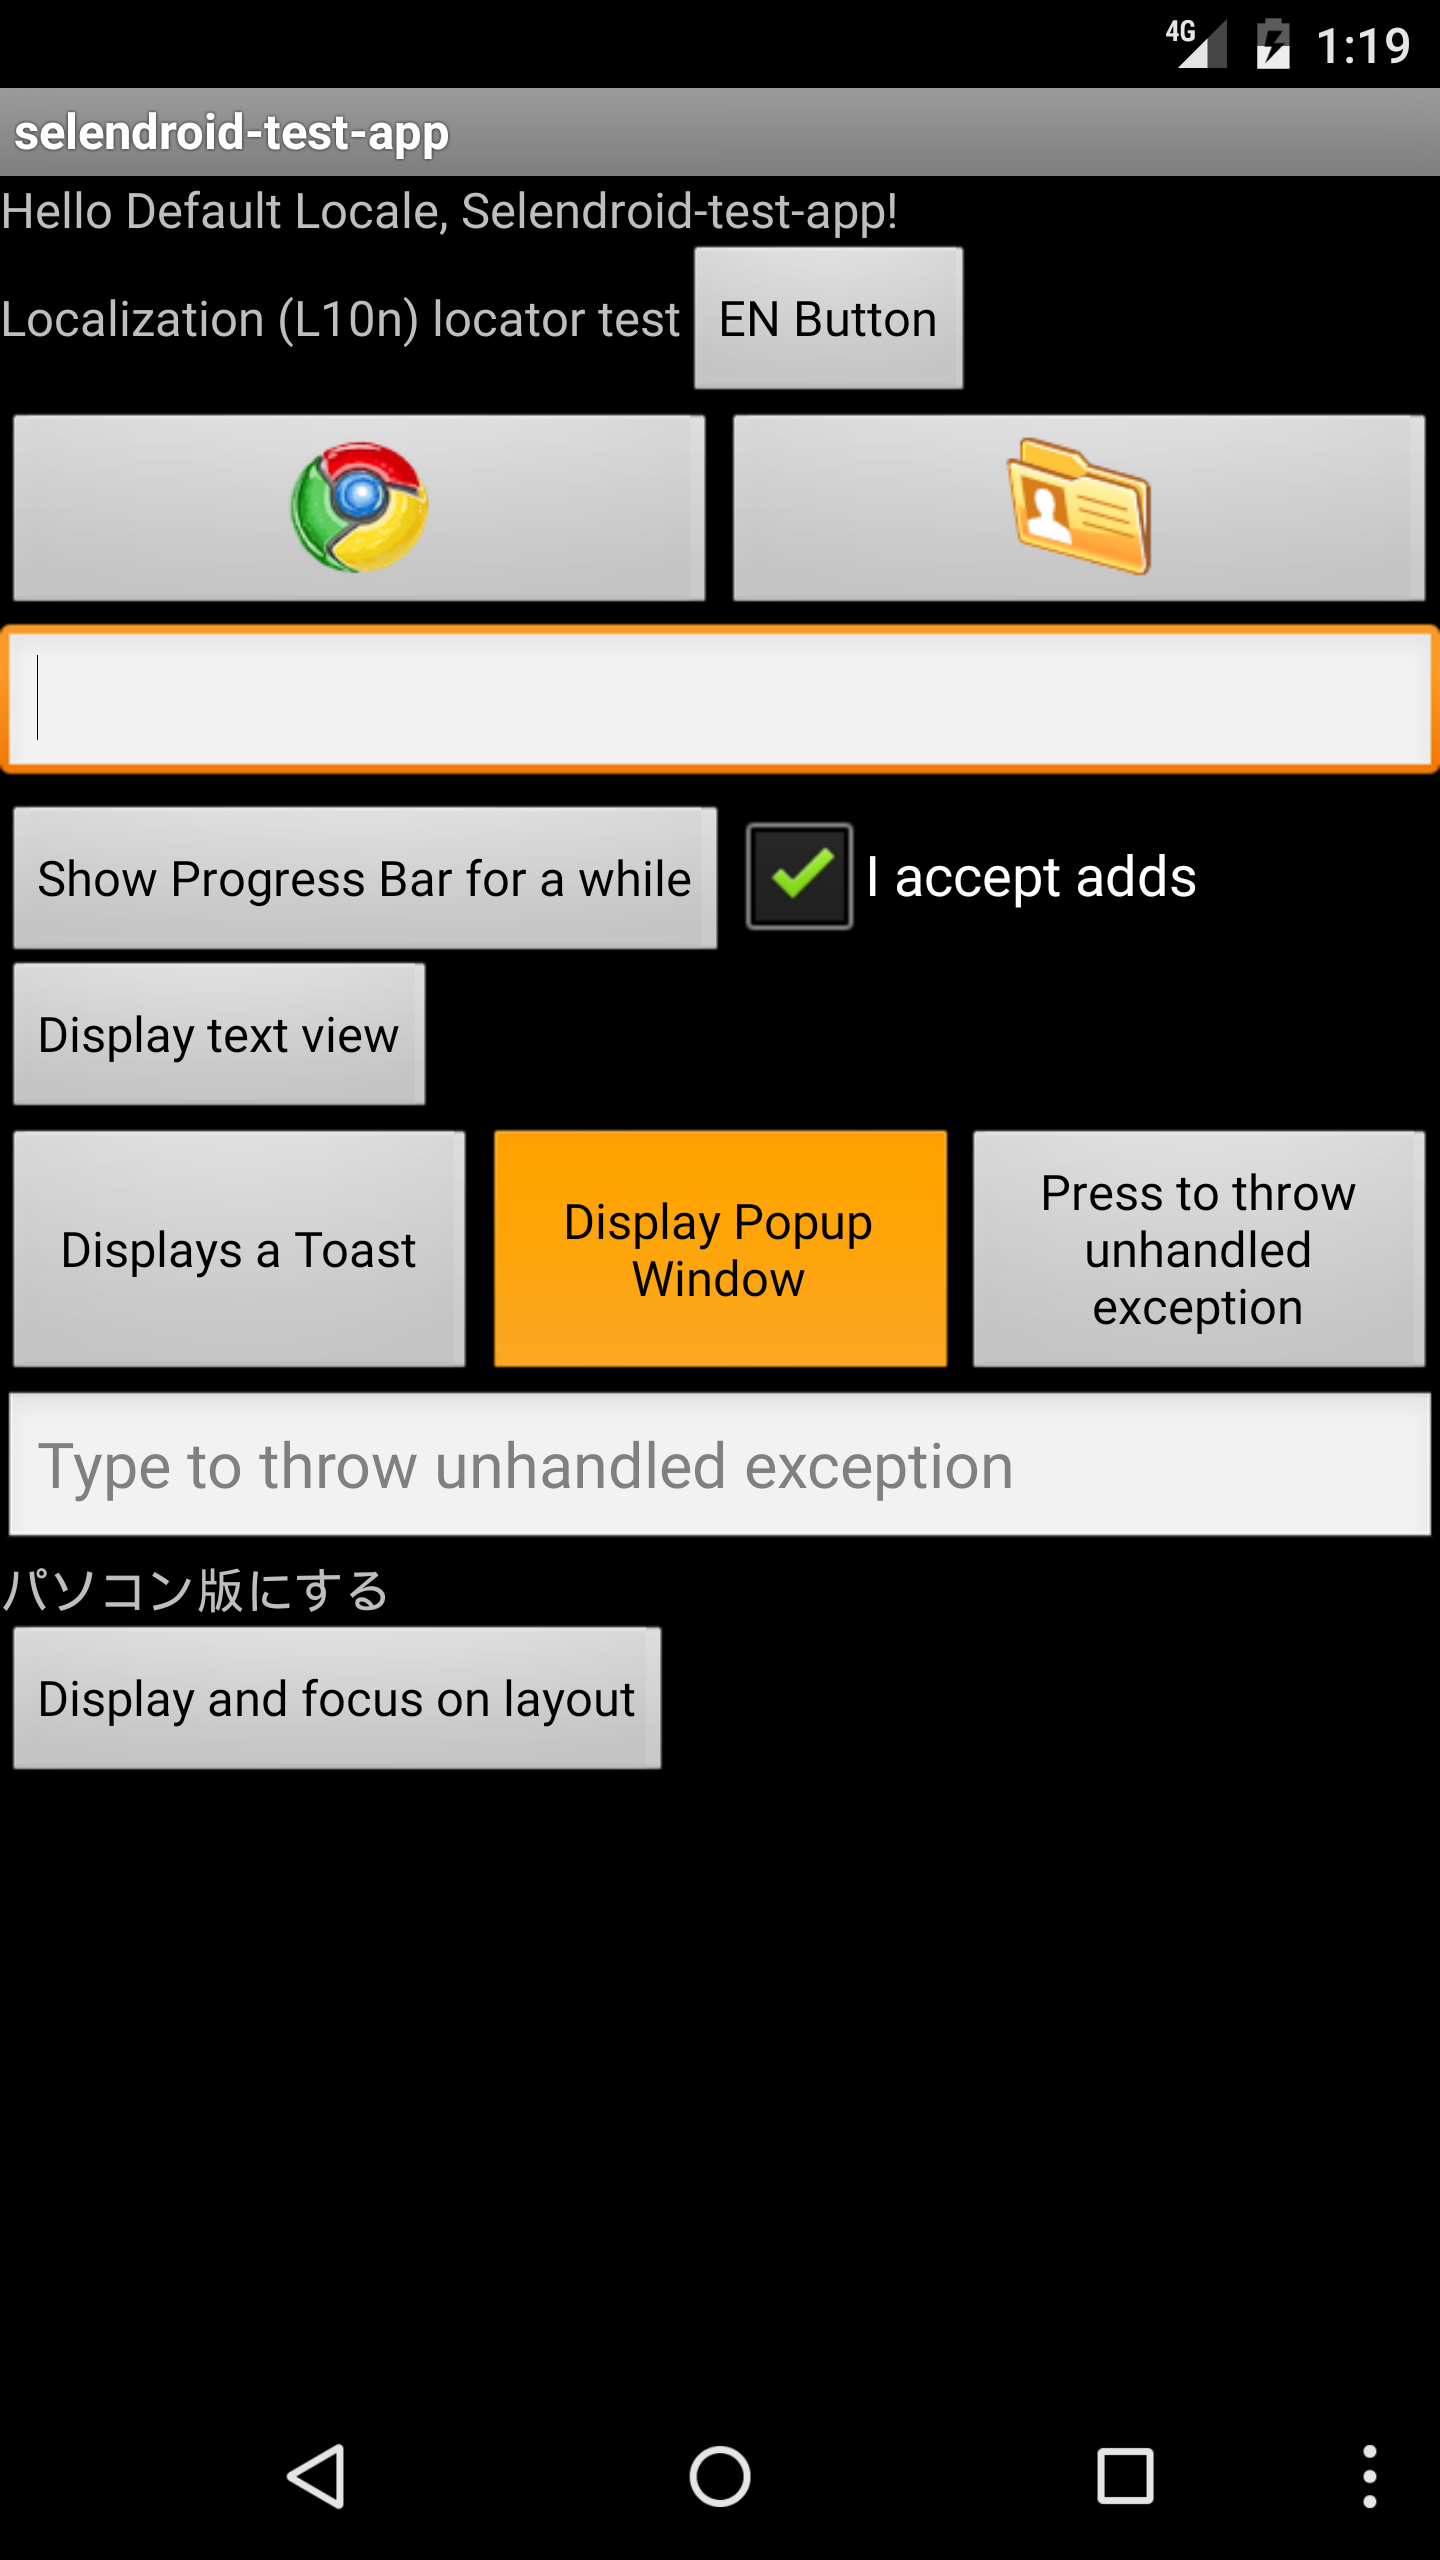 4G 1:19
selendroid-test-app
Hello Default Locale, Selendroid-test-app!
Localization (L10n) locator test EN Button
Show Progress Bar for a while I accept adds
Display text view
Displays a Toast
Display Popup
Window
Press to throw
unhandled
exception
Type to throw unhandled exception
パソコン版にする
Display and focus on layout